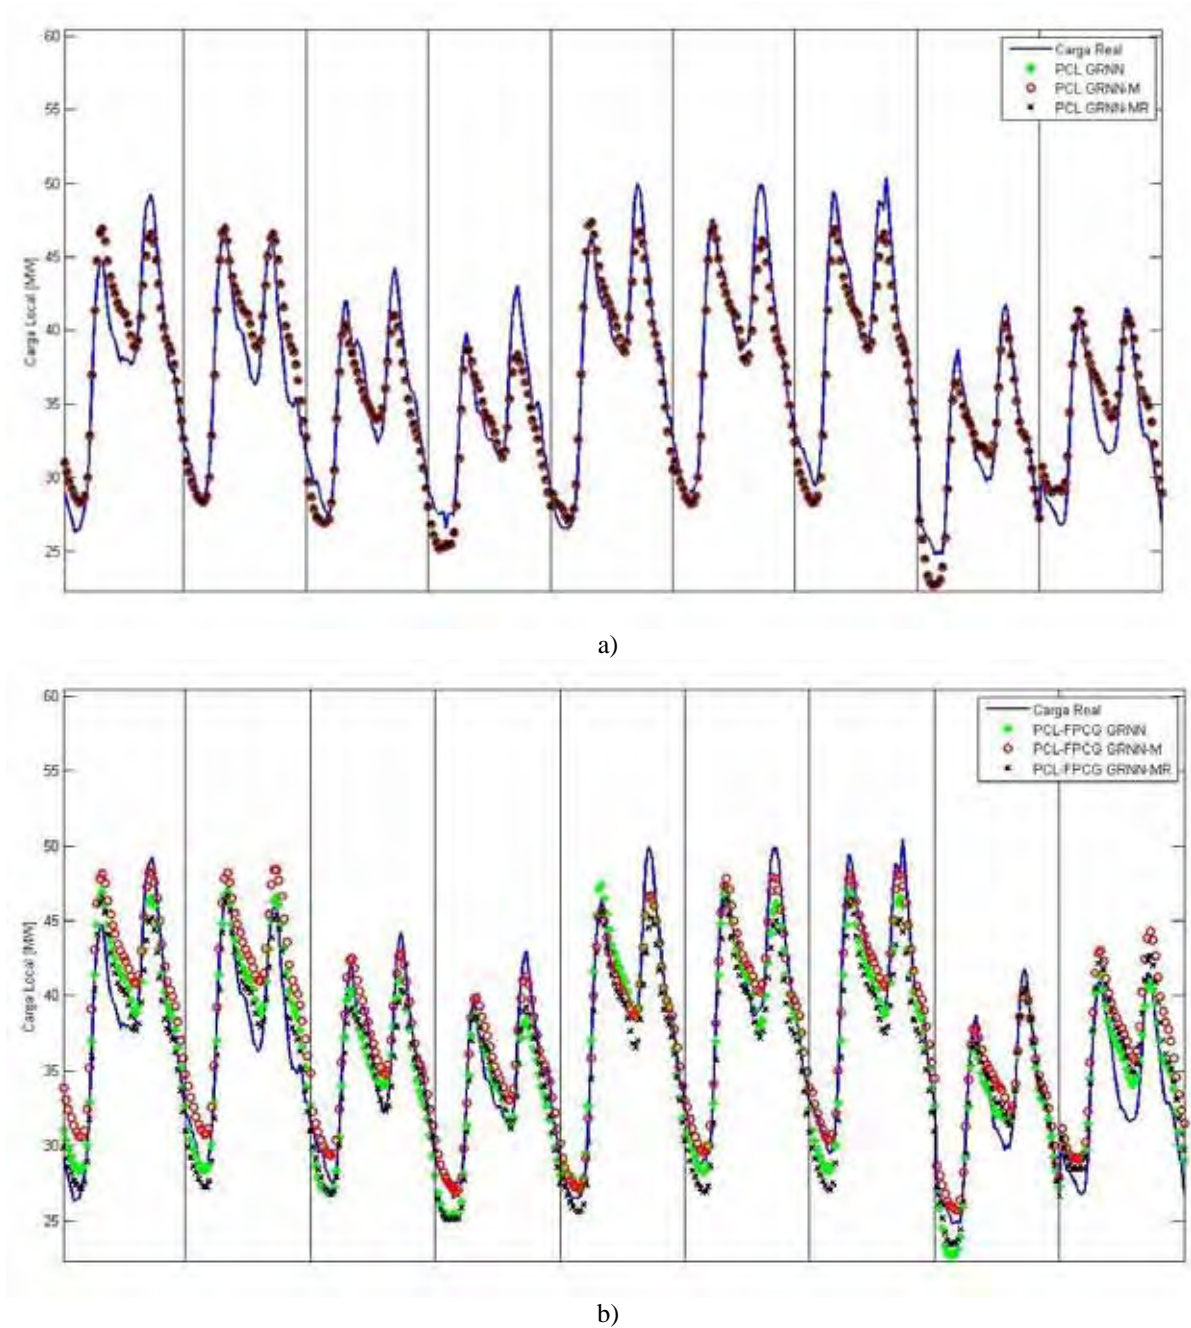 60
55
50
45
40
35
30
25
Carga Local [MW]
Carga Real
PCL GRNN
PCL GRNN-M
PCL GRNN-MR
a)
60
55
50
45
40
35
30
25
Carga Local [MW]
Carga Real
PCL-FPCG GRNN
PCL-FPCG GRNN-M
PCL-FPCG GRNN-MR
b)